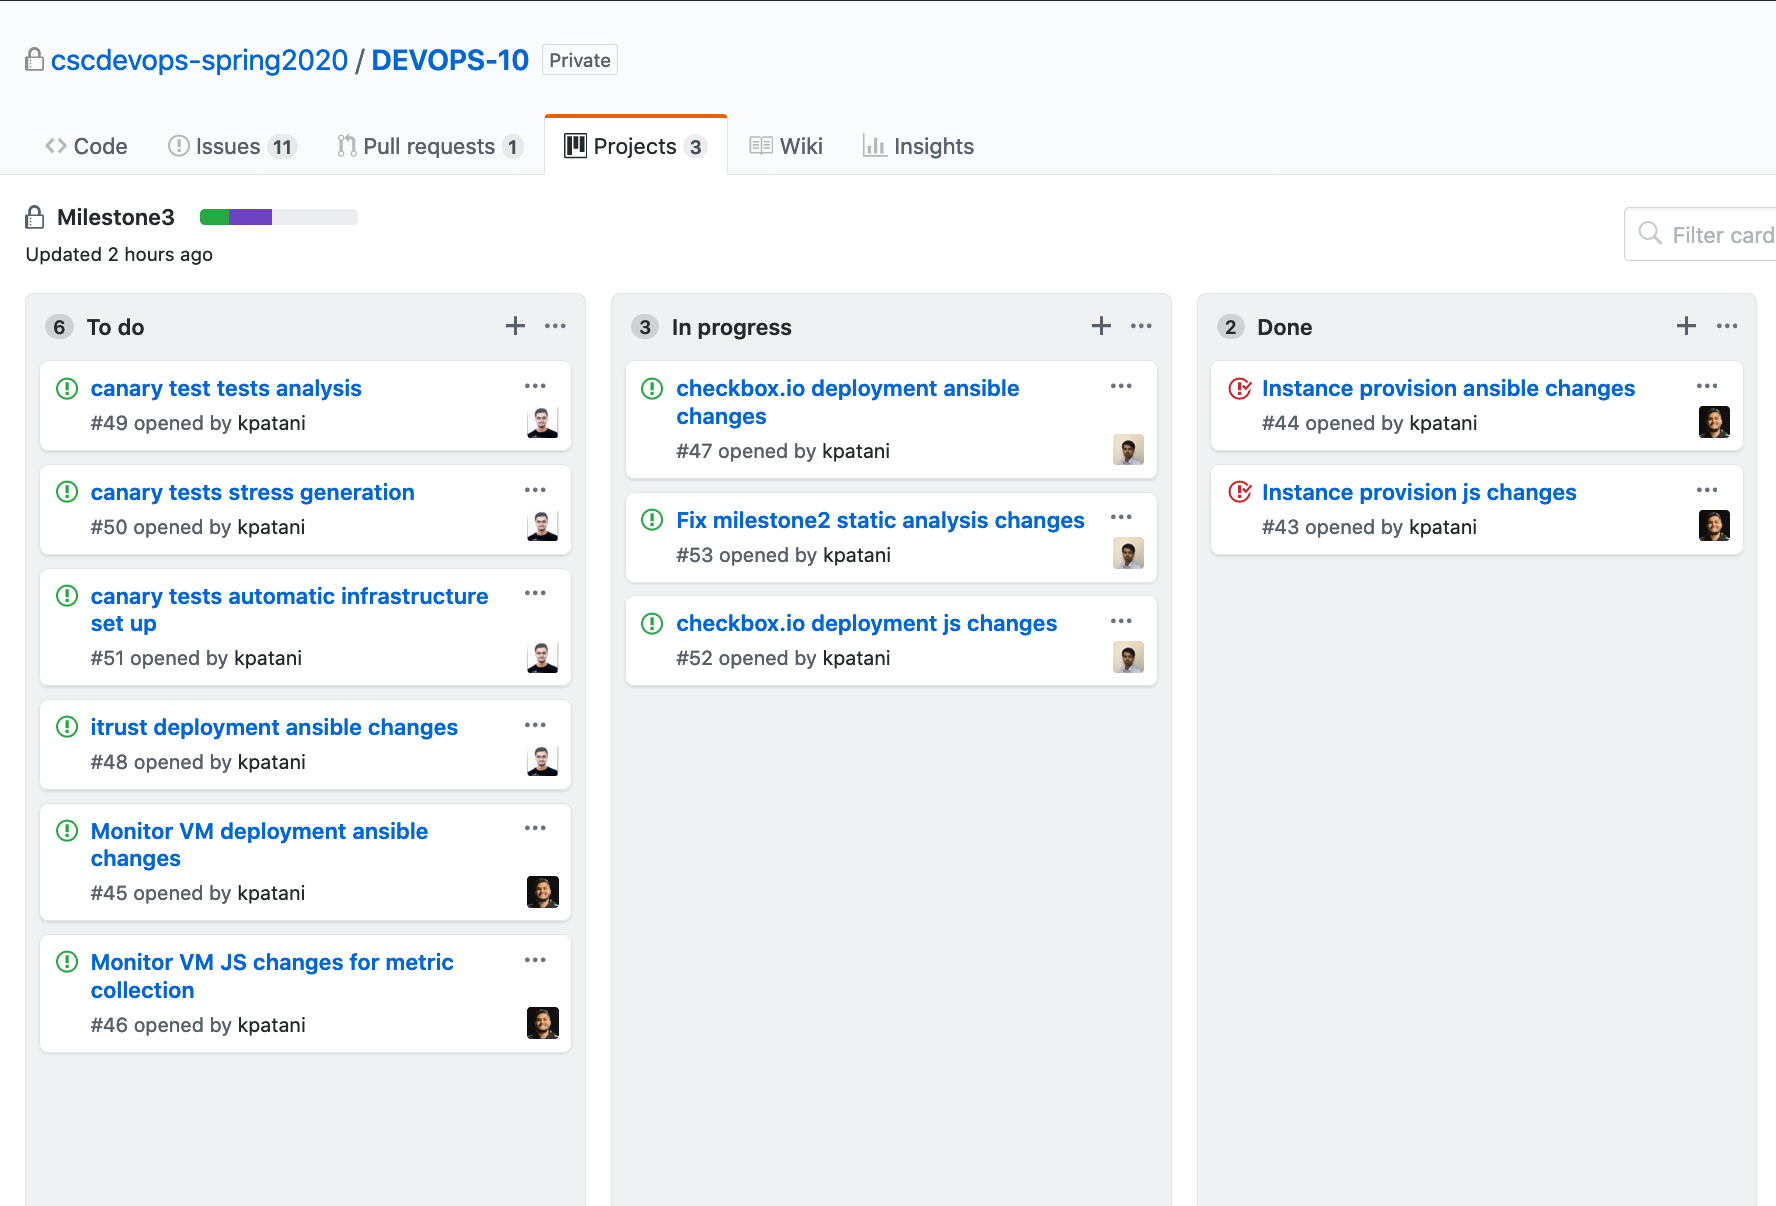 cscdevops-spring2020 / DEVOPS-10 Private
Code Issues 11 Pull requests 1 Projects 3 Wiki Insights
Milestone3
Updated 2 hours ago
Filter card
6 To do
canary test tests analysis
#49 opened by kpatani
canary tests stress generation
#50 opened by kpatani
canary tests automatic infrastructure
set up
#51 opened by kpatani
itrust deployment ansible changes
#48 opened by kpatani
Monitor VM deployment ansible
changes
#45 opened by kpatani
Monitor VM JS changes for metric
collection
#46 opened by kpatani
3 In progress
checkbox.io deployment ansible
changes
#47 opened by kpatani
Fix milestone2 static analysis changes
#53 opened by kpatani
checkbox.io deployment js changes
#52 opened by kpatani
2 Done
Instance provision ansible changes
#44 opened by kpatani
Instance provision js changes
#43 opened by kpatani